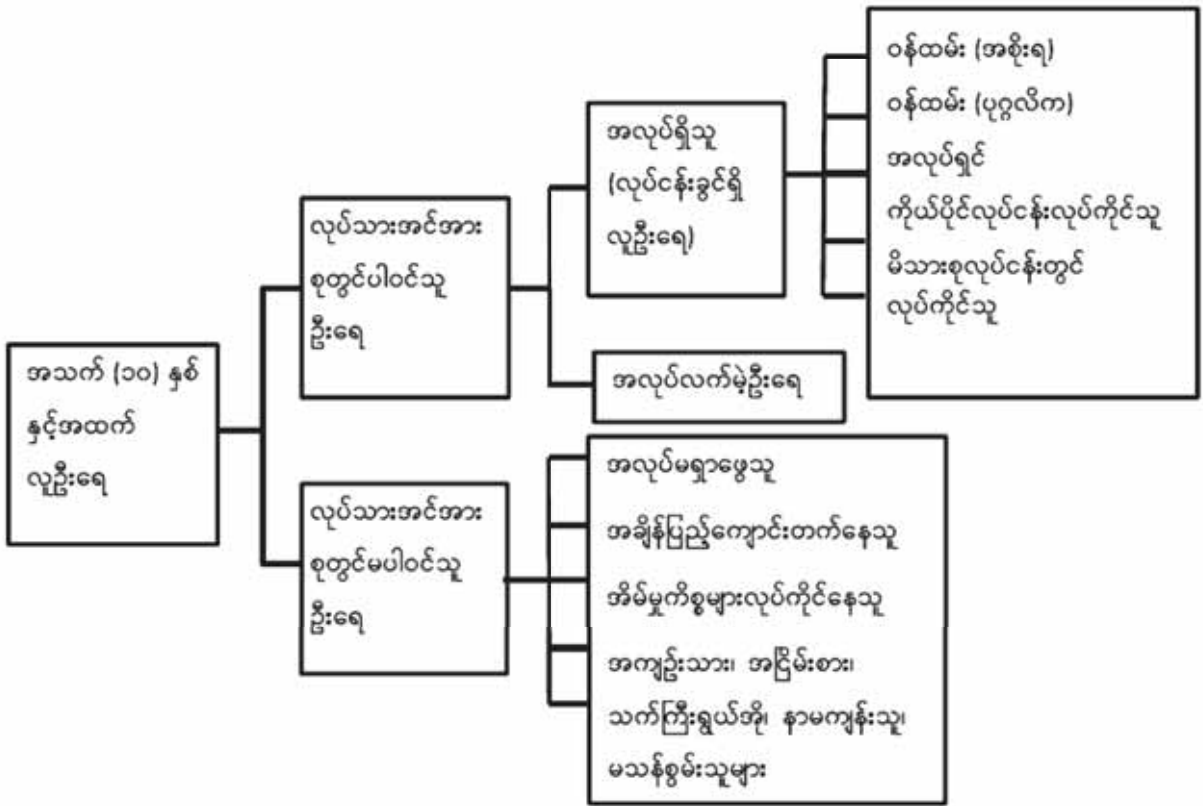 အသက် (၁၀) နှစ်
နှင့်အထက်
လူဦးရေ
လုပ်သားအင်အား
စုတွင်ပါဝင်သူ
ဦးရေ
အလုပ်ရှိသူ
(လုပ်ငန်းခွင်ရှိ
လူဦးရေ)
ဝန်ထမ်း (အစိုးရ)
ဝန်ထမ်း (ပုဂ္ဂလိက)
အလုပ်ရှင်
ကိုယ်ပိုင်လုပ်ငန်းလုပ်ကိုင်သူ
မိသားစုလုပ်ငန်းတွင်
လုပ်ကိုင်သူ
အလုပ်လက်မဲ့ဦးရေ
လုပ်သားအင်အား
စုတွင်မပါဝင်သူ
ဦးရေ
အလုပ်မရှာဖွေသူ
အချိန်ပြည့်ကျောင်းတက်နေသူ
အိမ်မှုကိစ္စများလုပ်ကိုင်နေသူ
အကျဉ်းသား၊ အငြိမ်းစား၊
သက်ကြီးရွယ်အို၊ နာမကျန်းသူ၊
မသန်စွမ်းသူများ